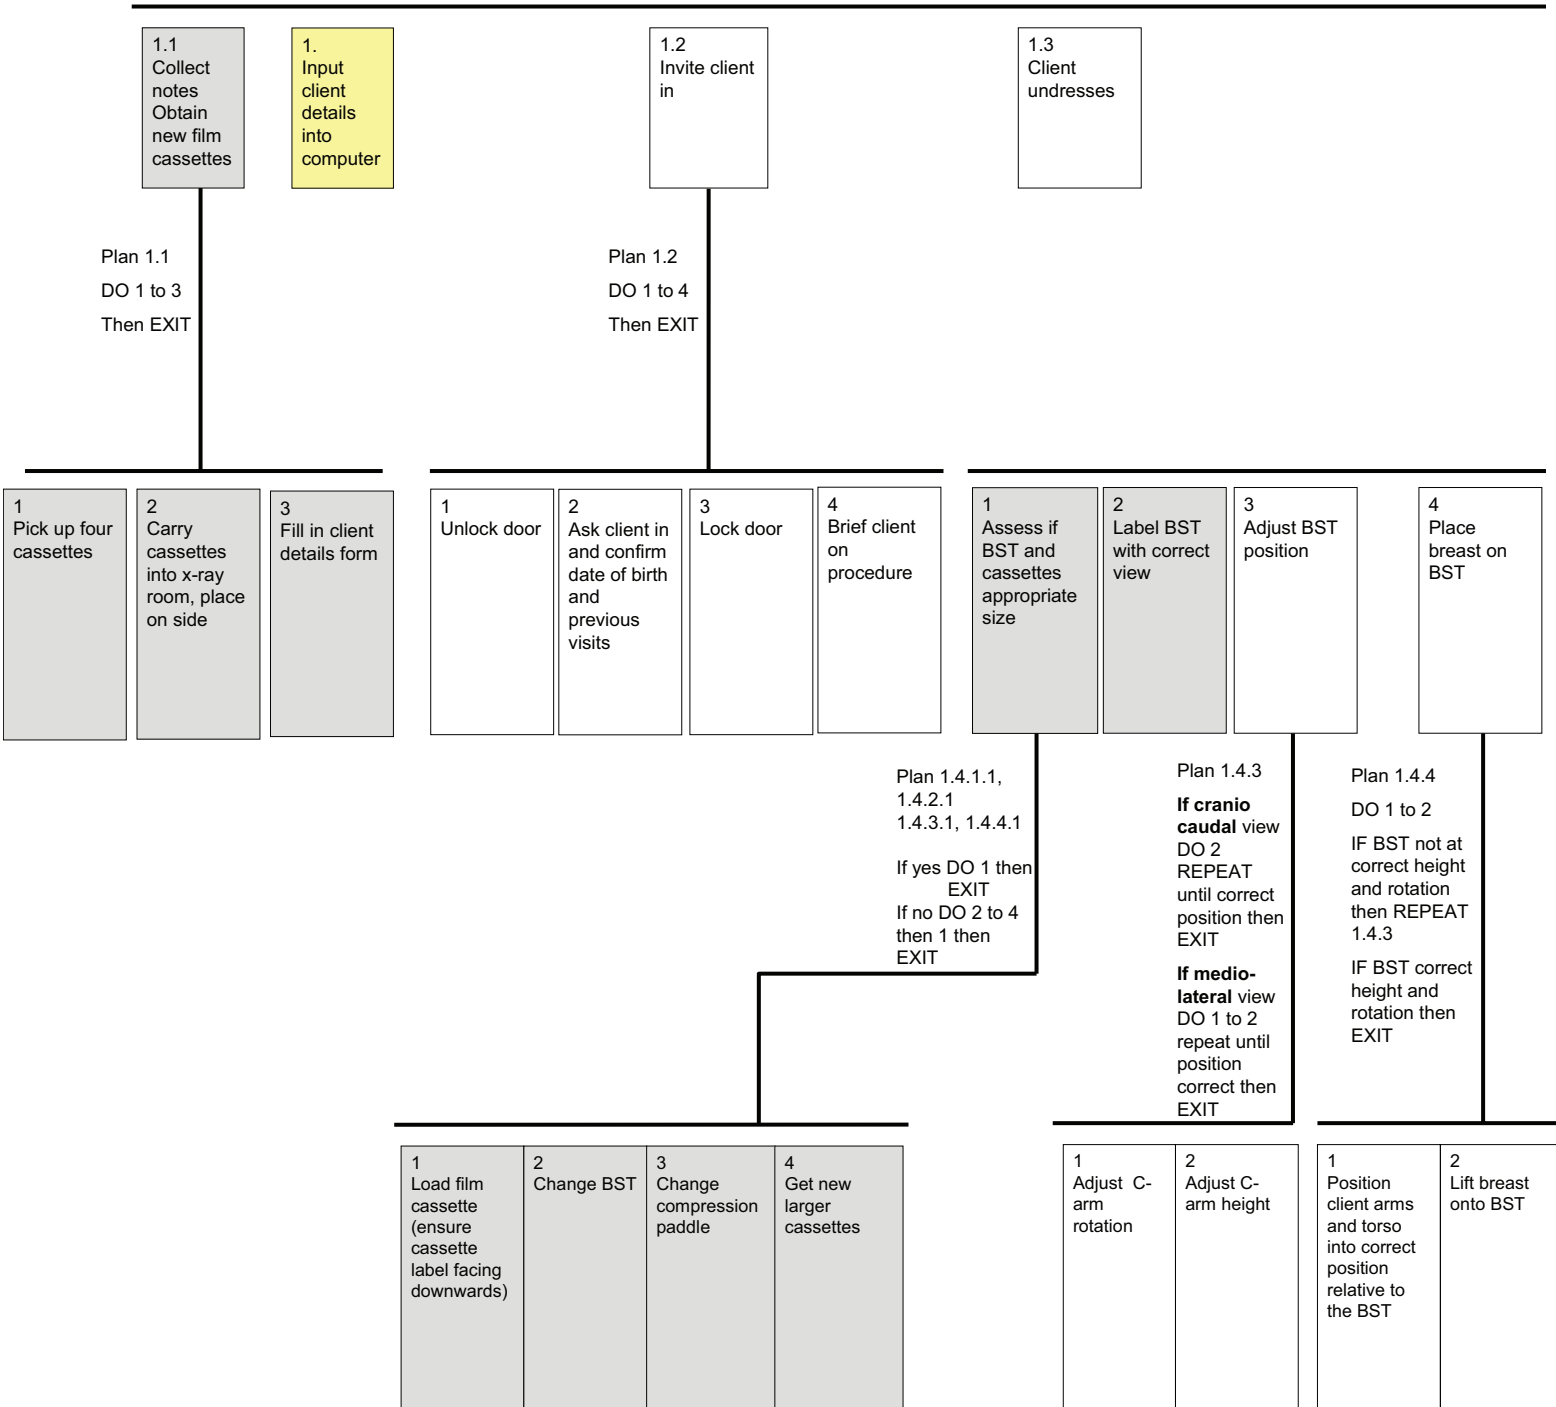 1.1
Collect
notes
Obtain
new film
cassettes
1.
Input
client
details
into
computer
1.2
Invite client
in
1.3
Client
undresses
Plan 1.1
DO 1 to 3
Then EXIT
Plan 1.2
DO 1 to 4
Then EXIT
1
Pick up four
cassettes
2
Carry
cassettes
into x-ray
room, place
on side
3
Fill in client
details form
1
Unlock door
2
Ask client in
and confirm
date of birth
and
previous
visits
3
Lock door
4
Brief client
on
procedure
1
Assess if
BST and
cassettes
appropriate
size
2
Label BST
with correct
view
3
Adjust BST
position
4
Place
breast on
BST
Plan 1.4.1.1,
1.4.2.1
1.4.3.1, 1.4.4.1
If yes DO 1 then
EXIT
If no DO 2 to 4
then 1 then
EXIT
Plan 1.4.3
If cranio
caudal view
DO 2
REPEAT
until correct
position then
EXIT
If medio-
lateral view
DO 1 to 2
repeat until
position
correct then
EXIT
Plan 1.4.4
DO 1 to 2
IF BST not at
correct height
and rotation
then REPEAT
1.4.3
IF BST correct
height and
rotation then
EXIT
1
Load film
cassette
(ensure
cassette
label facing
downwards)
2
Change BST
3
Change
compression
paddle
4
Get new
larger
cassettes
1
Adjust C-
arm
rotation
2
Adjust C-
arm height
1
Position
client arms
and torso
into correct
position
relative to
the BST
2
Lift breast
onto BST